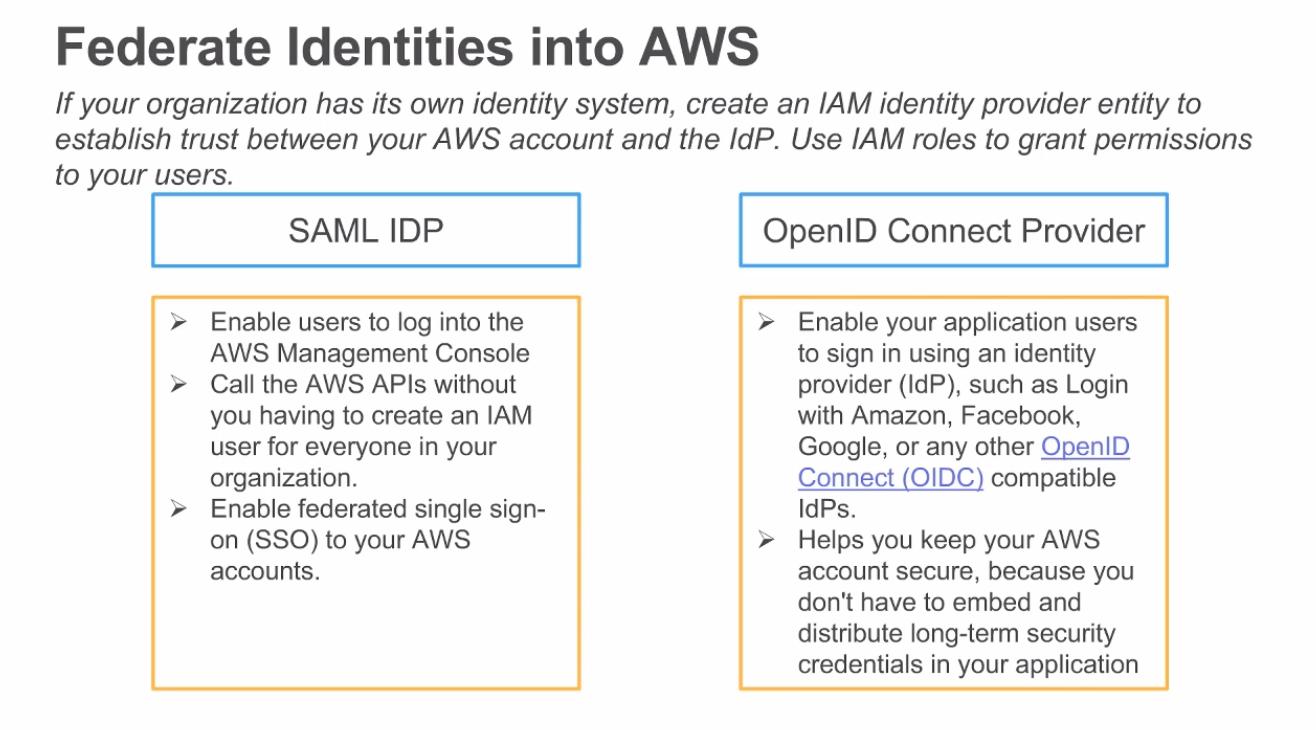 Federate Identities into AWS
If your organization has its own identity system, create an IAM identity provider entity to
establish trust between your AWS account and the IdP. Use IAM roles to grant permissions
to your users.
SAML IDP
➢ Enable users to log into the
AWS Management Console
➢ Call the AWS APIs without
you having to create an IAM
user for everyone in your
organization.
➢ Enable federated single sign-
on (SSO) to your AWS
accounts.
OpenID Connect Provider
➢ Enable your application users
to sign in using an identity
provider (IdP), such as Login
with Amazon, Facebook,
Google, or any other OpenID
Connect (OIDC) compatible
IdPs.
➢ Helps you keep your AWS
account secure, because you
don't have to embed and
distribute long-term security
credentials in your application